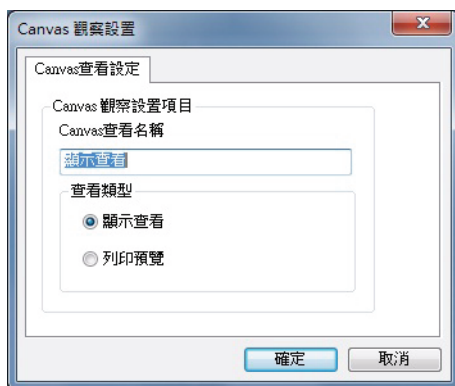 Canvas 觀察設置
Canvas查看設定
Canvas 觀察設置項目
Canvas查看名稱
顯示查看
查看類型
顯示查看
列印預覽
確定
取消